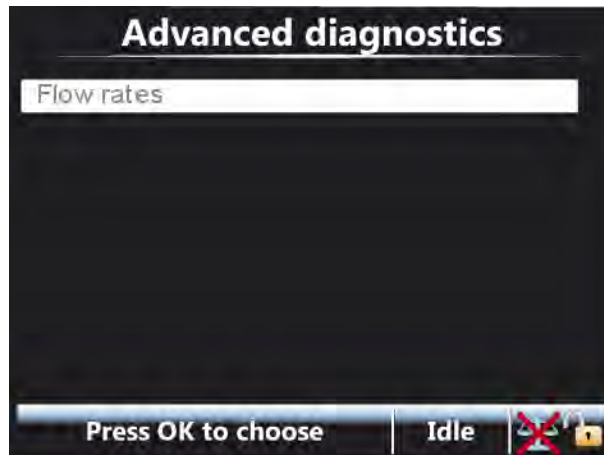 Advanced diagnostics
Flow rates
Press OK to choose
Idle